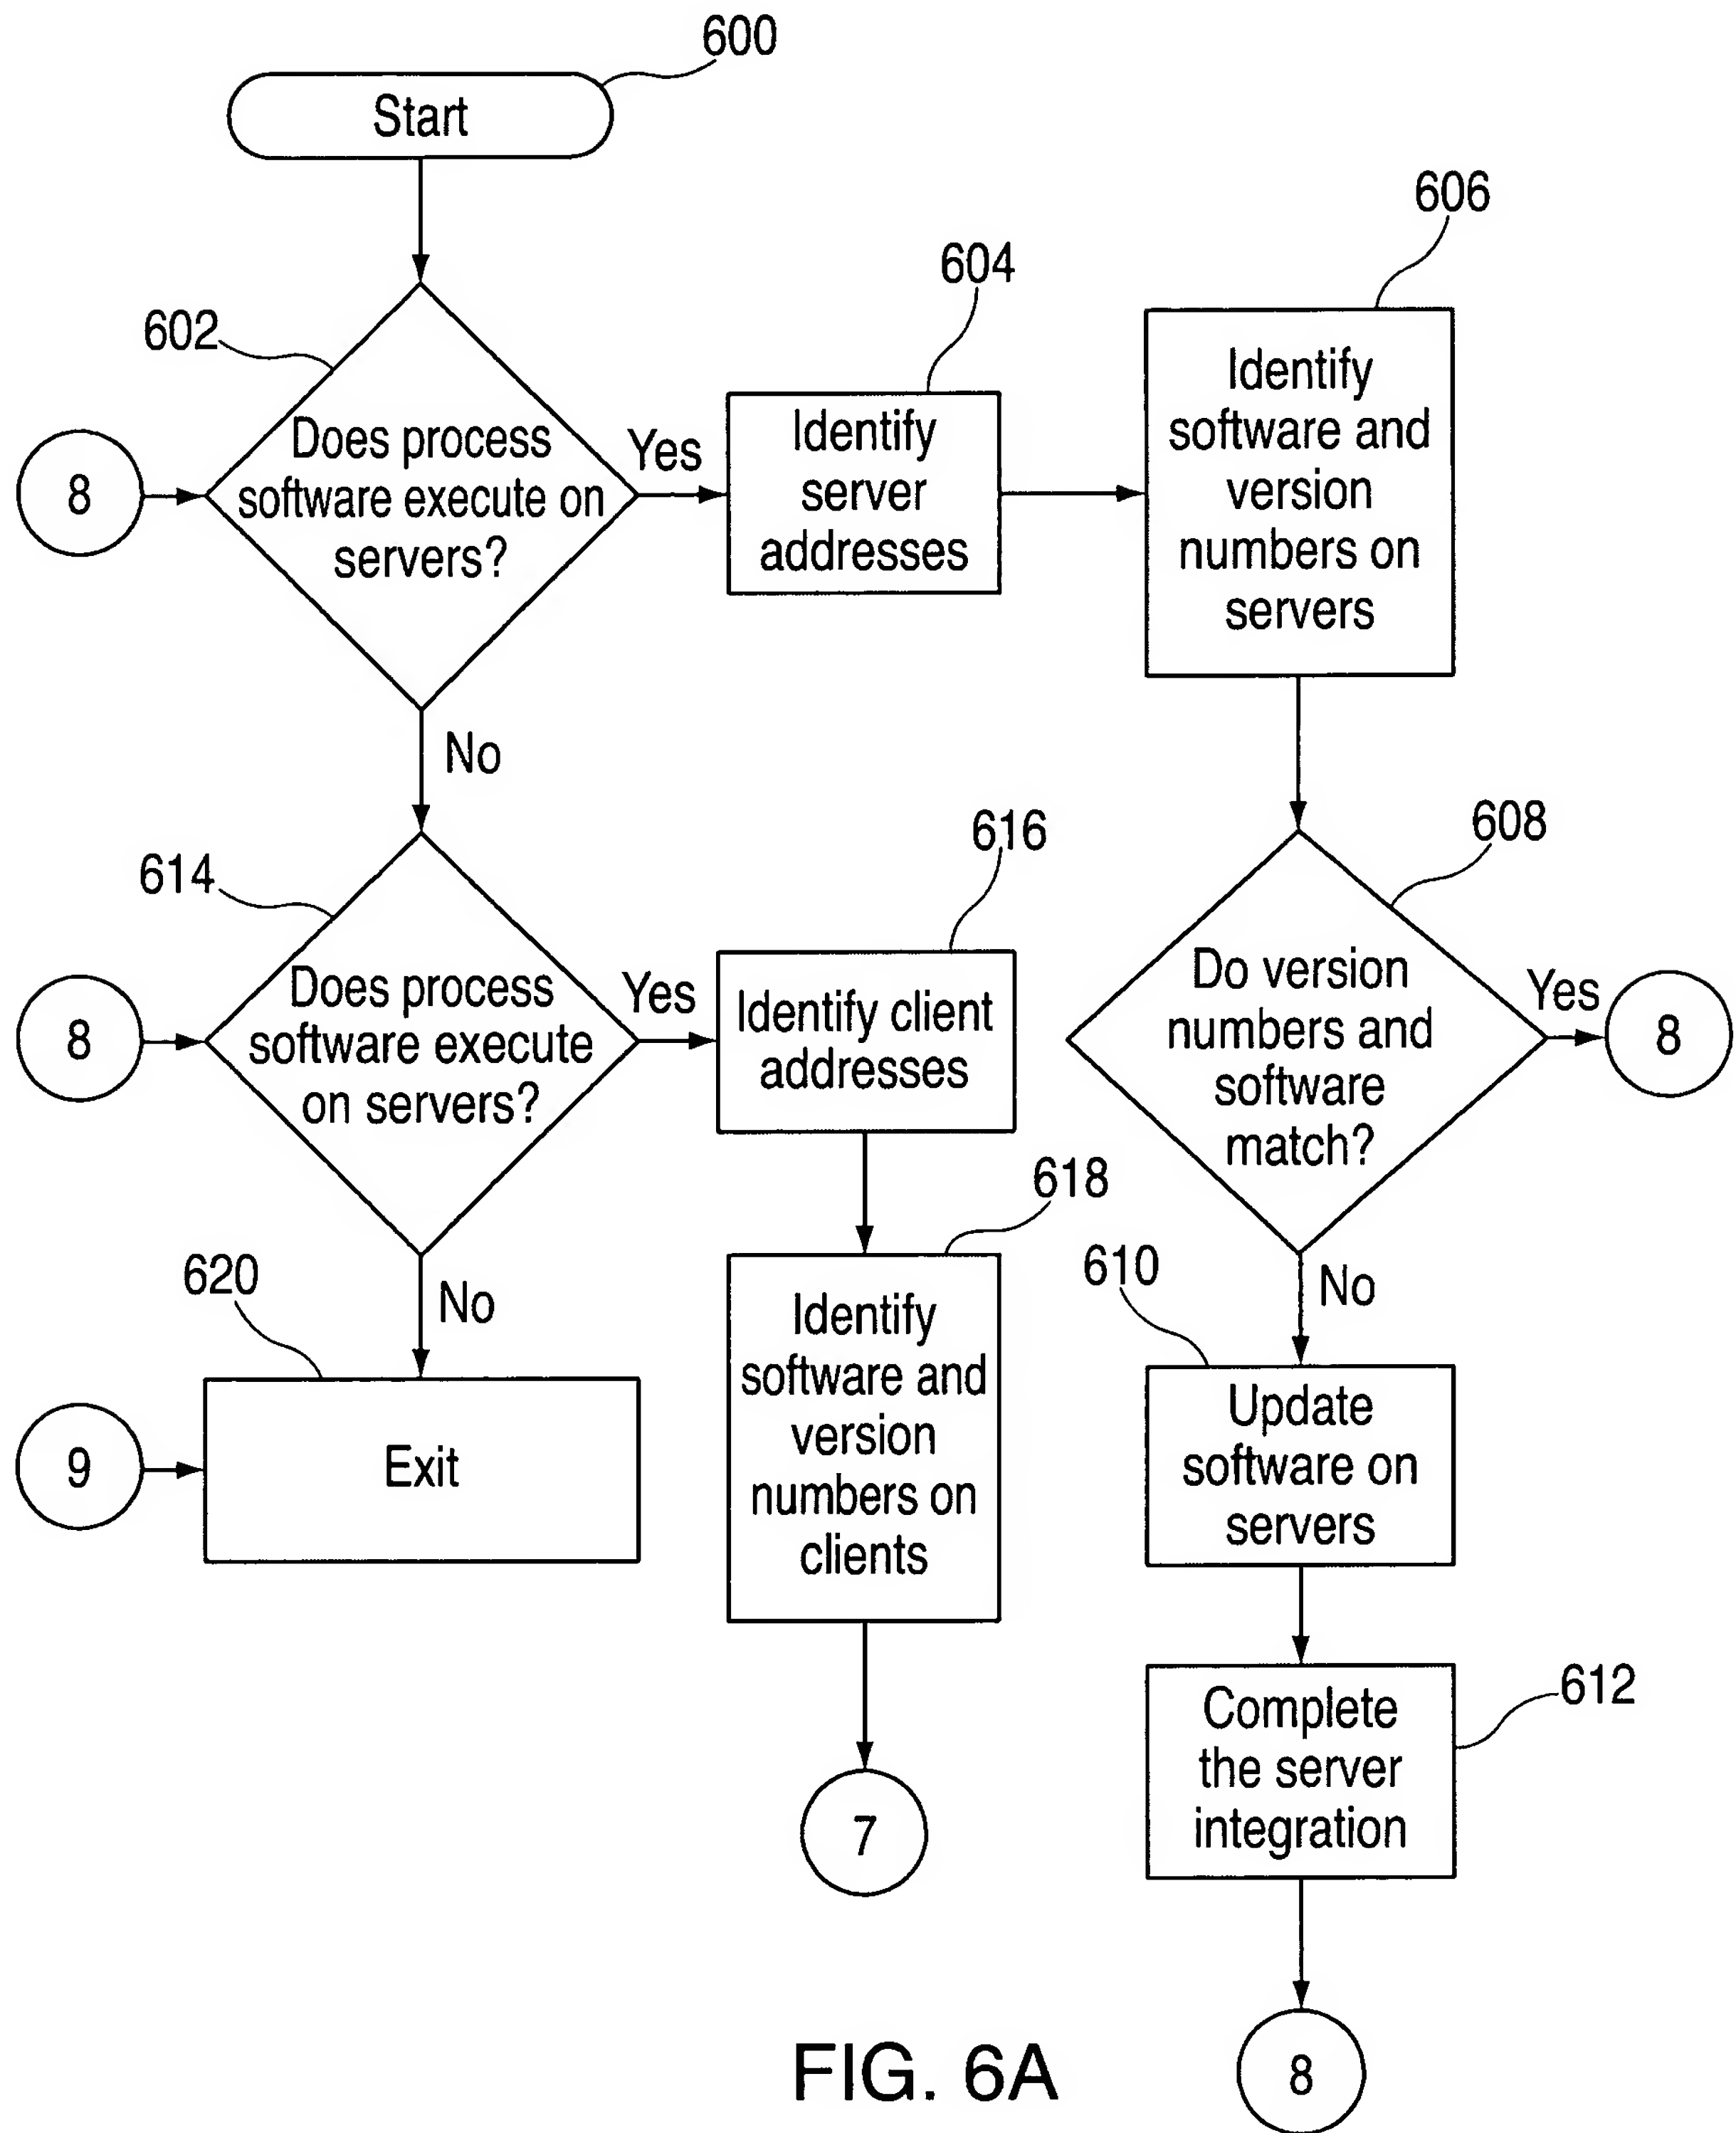 600
Start
602
8
Does process
software execute on
servers?
Yes
604
Identify
server
addresses
606
Identify
software and
version
numbers on
servers
No
614
8
Does process
software execute
on servers?
Yes
616
Identify client
addresses
608
Do version
numbers and
software
match?
Yes
8
No
620
9
Exit
618
Identify
software and
version
numbers on
clients
7
No
610
Update
software on
servers
612
Complete
the server
integration
8
FIG. 6A